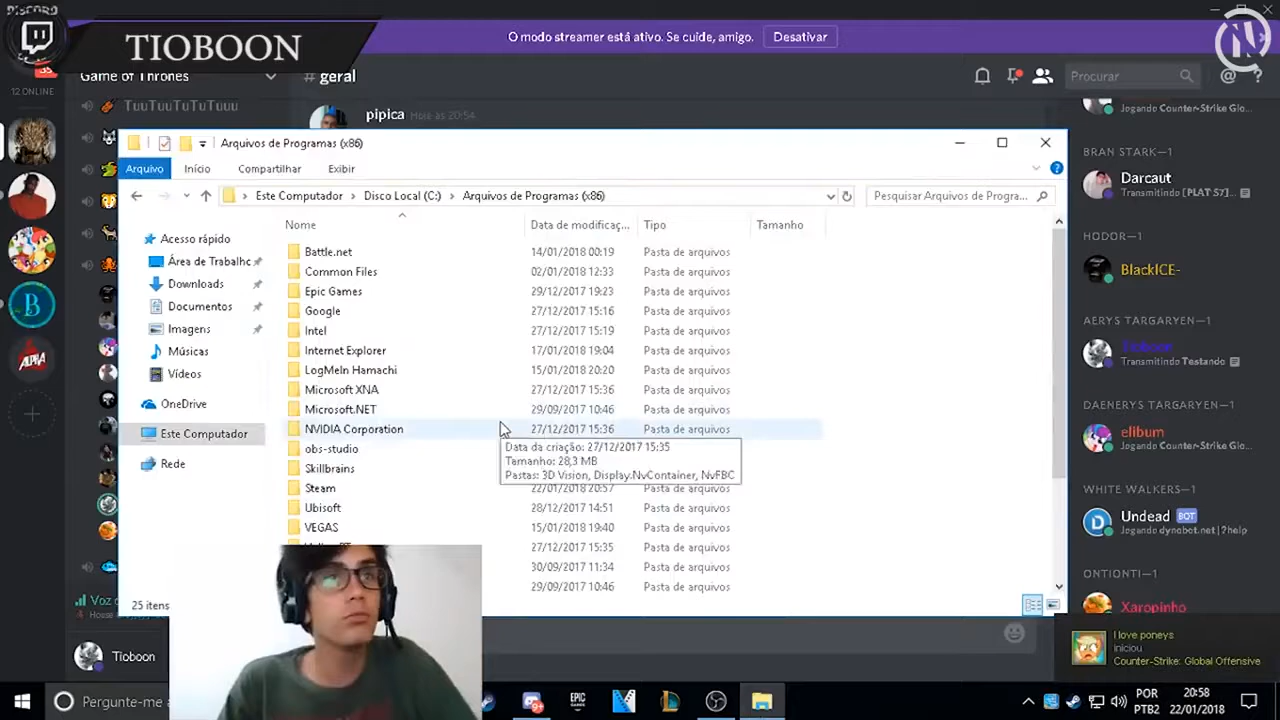 DISCORD
TIOBOON
O modo streamer está ativo. Se cuide, amigo.
Desativar
12 ONLINE
Game of Thrones
# geral
Procurar
TuuTuuTuTuTuuu
pipica Hoje às 20:54
Jogando Counter-Strike Glo...
Arquivos de Programas (x86)
Arquivo Início Compartilhar Exibir
Este Computador > Disco Local (C:) > Arquivos de Programas (x86)
Pesquisar Arquivos de Progra...
Nome Data de modificaç... Tipo Tamanho
Acesso rápido
Área de Trabalhc
Downloads
Documentos
Imagens
Músicas
Vídeos
OneDrive
Este Computador
Rede
Battle.net 14/01/2018 00:19 Pasta de arquivos
Common Files 02/01/2018 12:33 Pasta de arquivos
Epic Games 29/12/2017 19:23 Pasta de arquivos
Google 27/12/2017 15:16 Pasta de arquivos
Intel 27/12/2017 15:19 Pasta de arquivos
Internet Explorer 17/01/2018 19:04 Pasta de arquivos
LogMeIn Hamachi 15/01/2018 20:20 Pasta de arquivos
Microsoft XNA 27/12/2017 15:36 Pasta de arquivos
Microsoft.NET 29/09/2017 10:46 Pasta de arquivos
NVIDIA Corporation 27/12/2017 15:36 Pasta de arquivos
obs-studio
Data da criação: 27/12/2017 15:35
Tamanho: 28,3 MB
Pastas: 3D Vision, Display.NvContainer, NvFBC
Skillbrains
Steam 22/01/2018 20:57 Pasta de arquivos
Ubisoft 28/12/2017 14:51 Pasta de arquivos
VEGAS 15/01/2018 19:40 Pasta de arquivos
27/12/2017 15:35 Pasta de arquivos
30/09/2017 11:34 Pasta de arquivos
29/09/2017 10:46 Pasta de arquivos
25 itens
BRAN STARK—1
Darcaut
Transmitindo [PLAT S7]...
HODOR—1
BlackICE-
AERYS TARGARYEN—1
Tioboon
Transmitindo Testando
DAENERYS TARGARYEN—1
elibum
Jogando Counter-Strike Glo...
WHITE WALKERS—1
Undead BOT
Jogando dynobot.net | ?help
ONTIONTI—1
Xaropinho
I love poneys
iniciou
Counter-Strike: Global Offensive
Voz c
Tioboon
Pergunte-me a
EPIC GAMES
POR
PTB2
20:58
22/01/2018